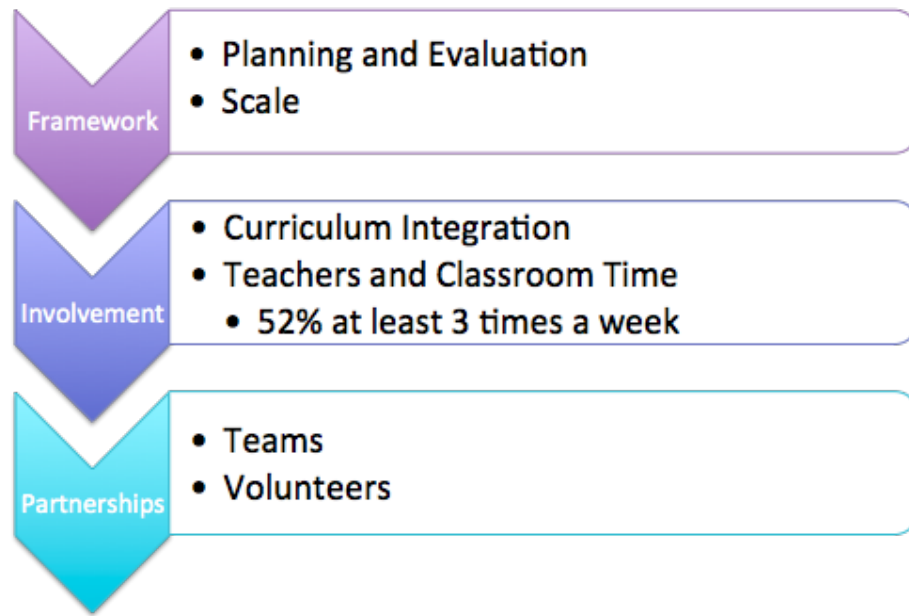 Framework
• Planning and Evaluation
• Scale
Involvement
• Curriculum Integration
• Teachers and Classroom Time
• 52% at least 3 times a week
Partnerships
• Teams
• Volunteers